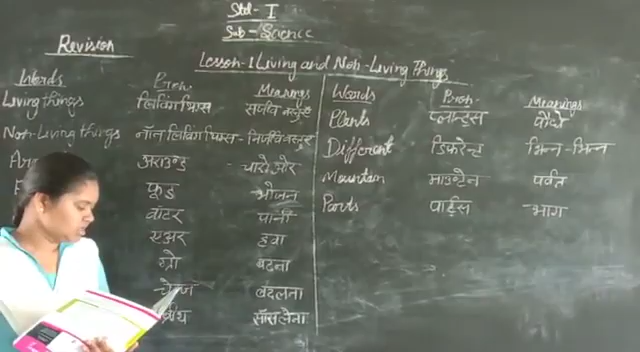 Std - I
Sub - Science
Revision
Lesson-1 Living and Non-Living Things
Words Pron. Meanings
Living things लिविंग थिंग्स सजीव वस्तुएं
Non-Living things नॉन लिविंग थिंग्स - निर्जीव वस्तुएं
अराउन्ड - चारो ओर
फूड - भोजन
वॉटर पानी
एअर हवा
ग्रो बढ़ना
चेन्ज बदलना
साँस लेना
Words Pron. Meanings
Plants प्लान्ट्स पौधे
Different डिफरेन्ट भिन्न-भिन्न
Mountain माउन्टेन पर्वत
Parts पार्ट्स - भाग